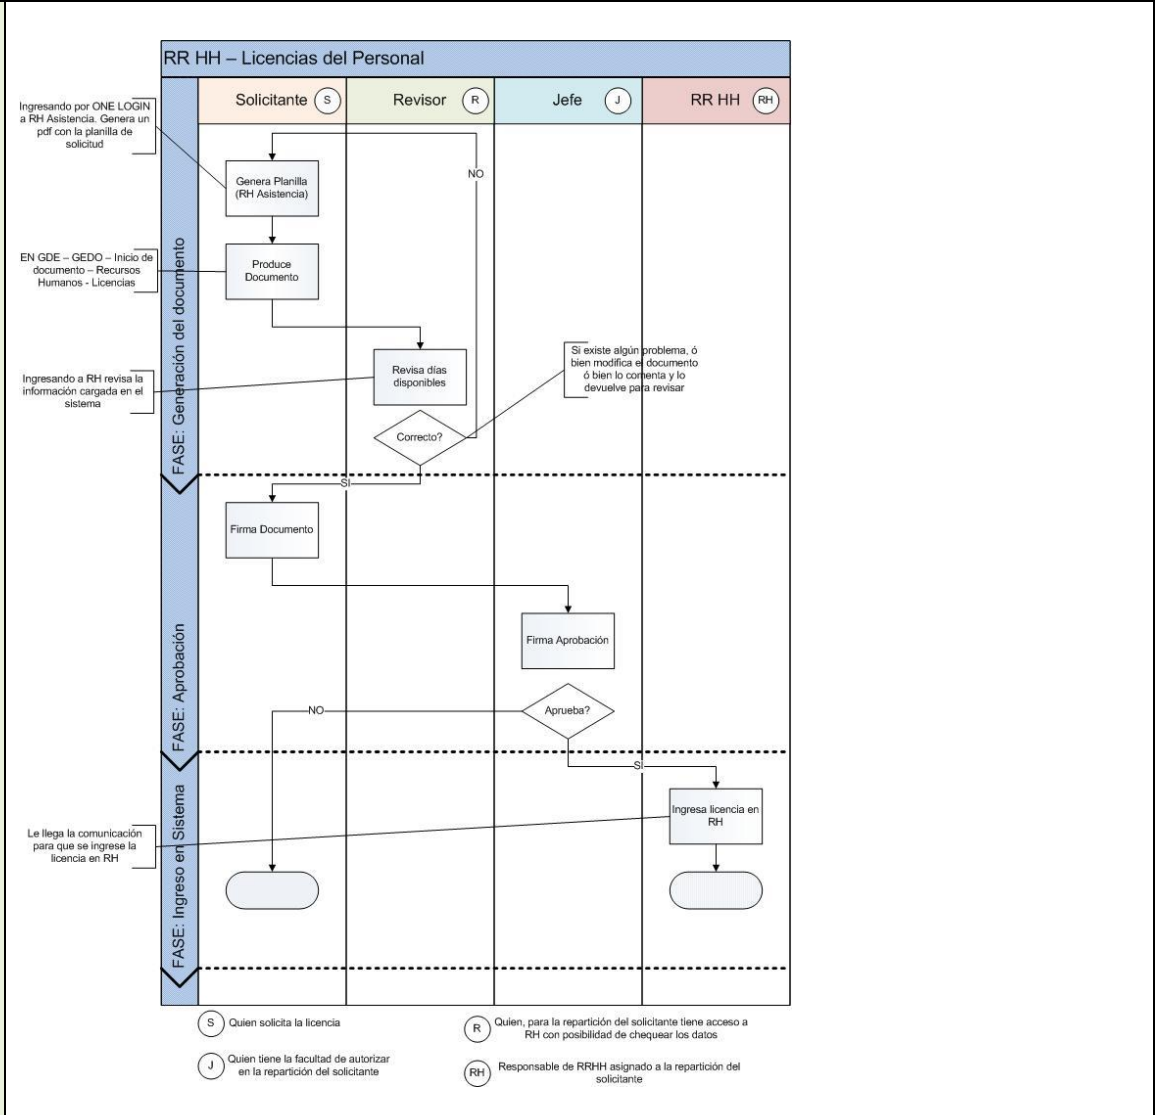 RR HH – Licencias del Personal
Solicitante S
Revisor R
Jefe J
RR HH RH
Ingresando por ONE LOGIN
a RH Asistencia. Genera un
pdf con la planilla de
solicitud
NO
Genera Planilla
(RH Asistencia)
FASE: Generación del documento
EN GDE – GEDO – Inicio de
documento – Recursos
Humanos - Licencias
Produce
Documento
Si existe algún problema, ó
bien modifica el documento
ó bien lo comenta y lo
devuelve para revisar
Revisa días
disponibles
Ingresando a RH revisa la
información cargada en el
sistema
Correcto?
SI
Firma Documento
FASE: Aprobación
Firma Aprobación
NO
Aprueba?
SI
FASE: Ingreso en Sistema
Ingresa licencia en
RH
Le llega la comunicación
para que se ingrese la
licencia en RH
S Quien solicita la licencia
R Quien, para la repartición del solicitante tiene acceso a
RH con posibilidad de chequear los datos
J Quien tiene la facultad de autorizar
en la repartición del solicitante
RH Responsable de RRHH asignado a la repartición del
solicitante